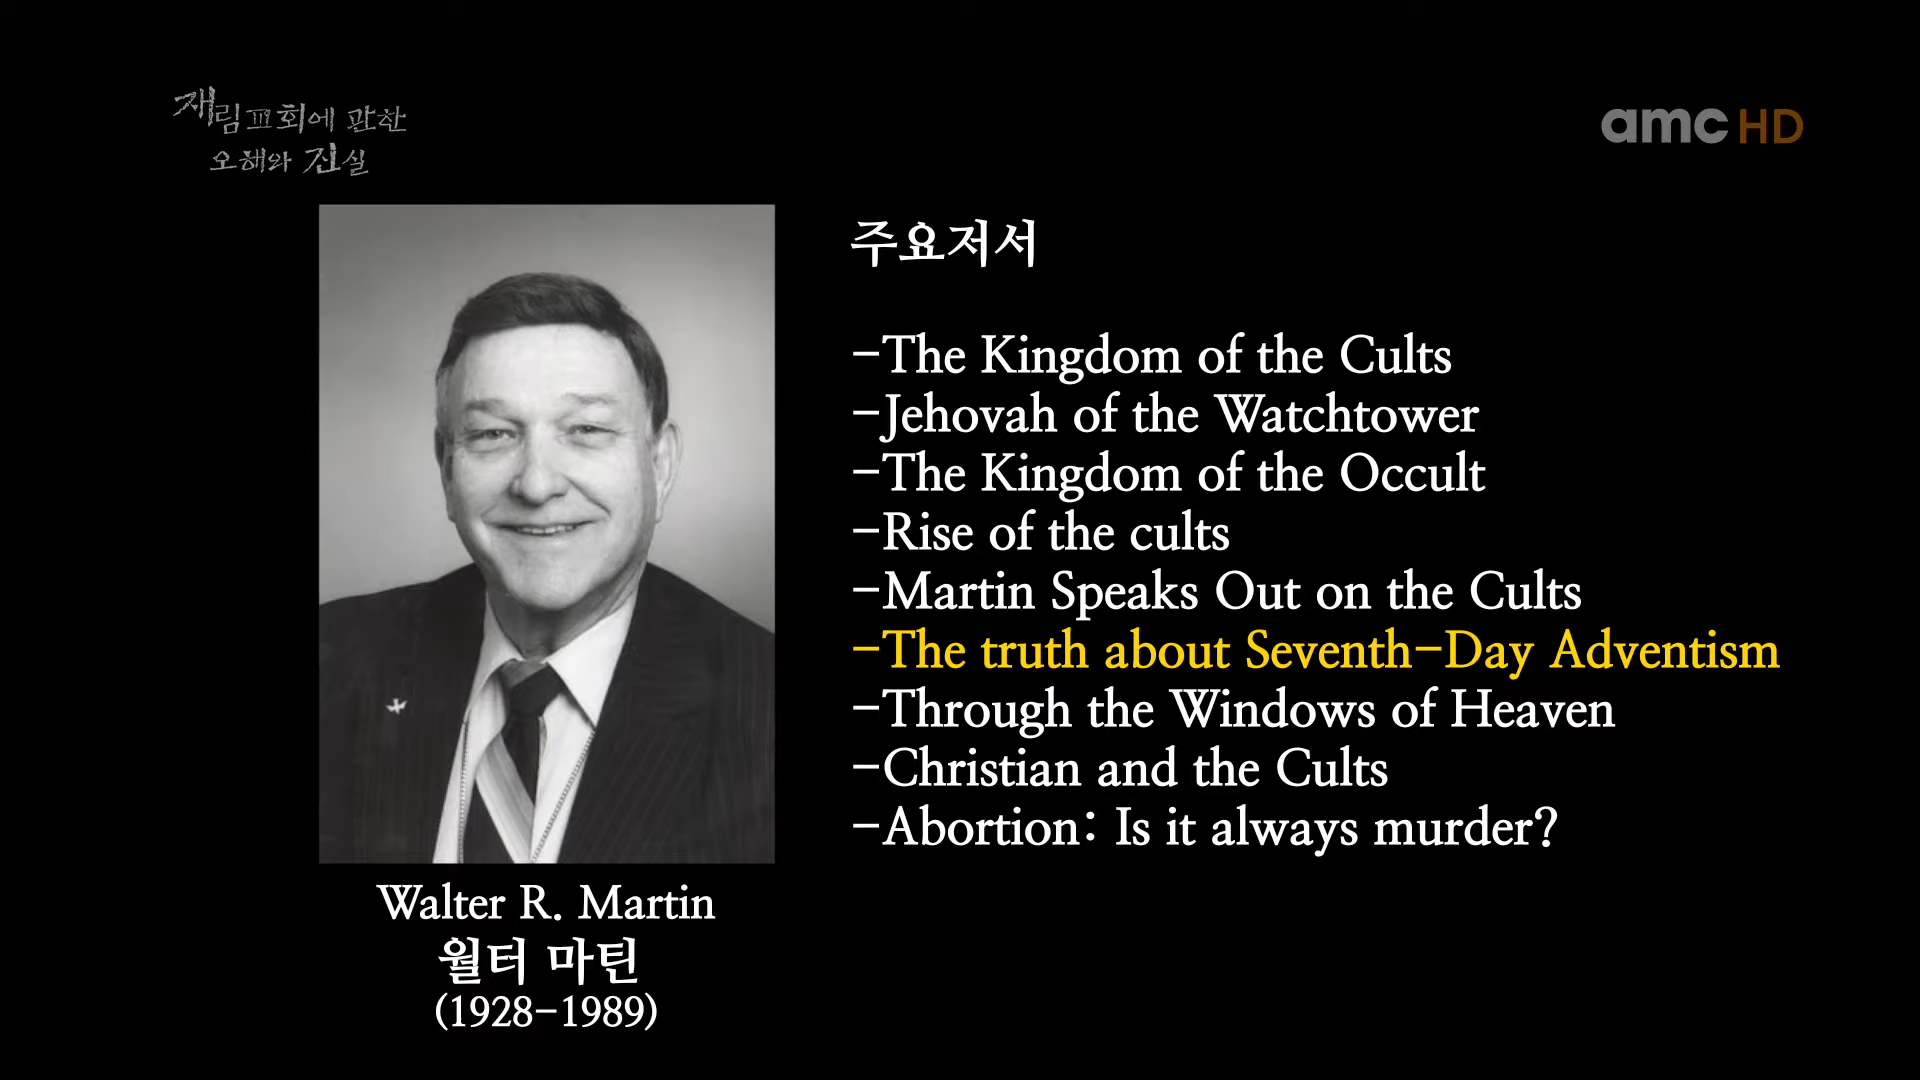 재림교회에 관한
오해와 진실
amc HD
주요저서
-The Kingdom of the Cults
-Jehovah of the Watchtower
-The Kingdom of the Occult
-Rise of the cults
-Martin Speaks Out on the Cults
-The truth about Seventh-Day Adventism
-Through the Windows of Heaven
-Christian and the Cults
-Abortion: Is it always murder?
Walter R. Martin
월터 마틴
(1928-1989)